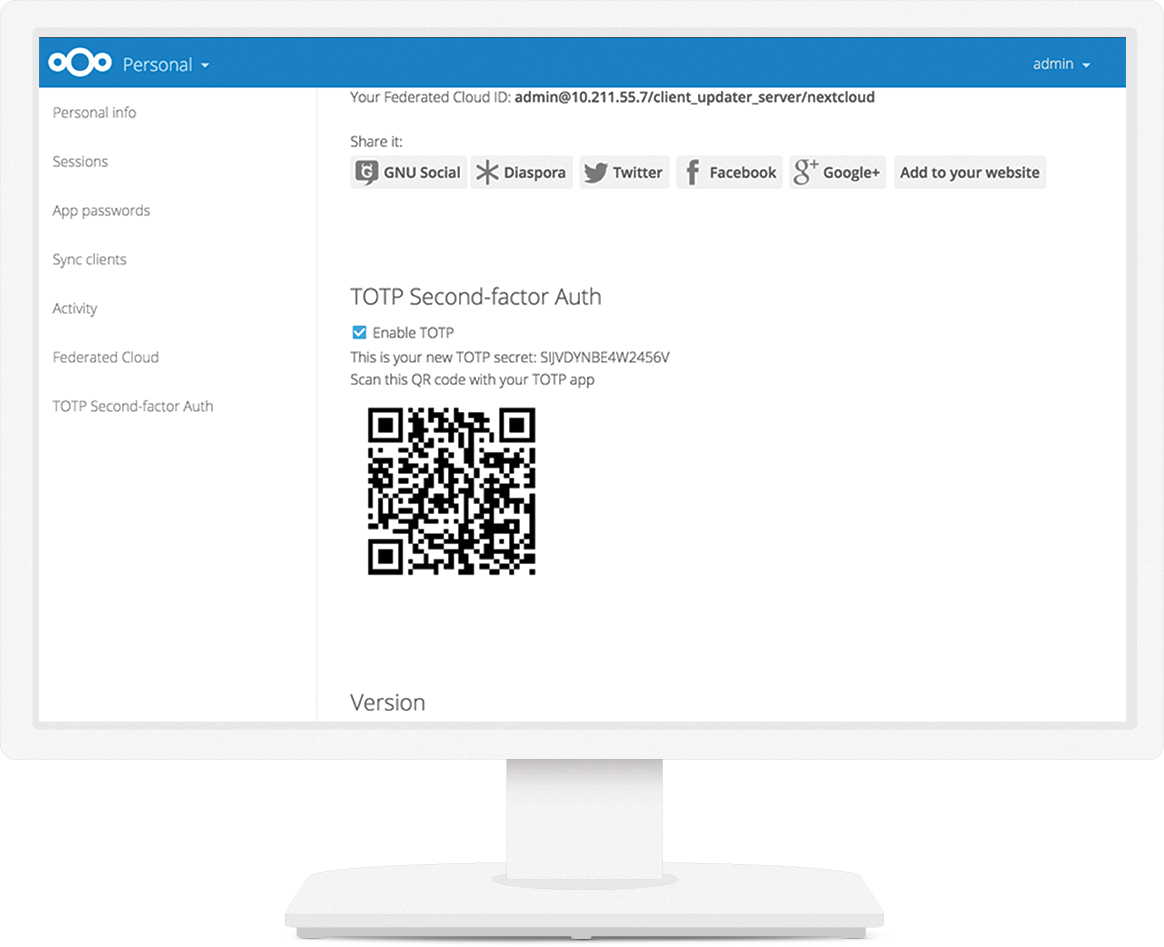 Personal
admin
Personal info
Sessions
App passwords
Sync clients
Activity
Federated Cloud
TOTP Second-factor Auth
Your Federated Cloud ID: admin@10.211.55.7/client_updater_server/nextcloud
Share it:
GNU Social Diaspora Twitter Facebook Google+ Add to your website
TOTP Second-factor Auth
Enable TOTP
This is your new TOTP secret: SIJVDYNBE4W2456V
Scan this QR code with your TOTP app
Version